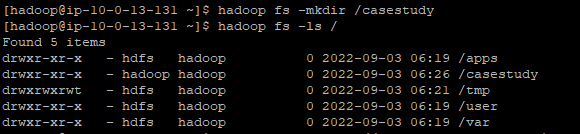 [hadoop@ip-10-0-13-131 ~]$ hadoop fs -mkdir /casestudy
[hadoop@ip-10-0-13-131 ~]$ hadoop fs -ls /
Found 5 items
drwxr-xr-x   - hdfs   hadoop          0 2022-09-03 06:19 /apps
drwxr-xr-x   - hadoop hadoop          0 2022-09-03 06:26 /casestudy
drwxrwxrwt   - hdfs   hadoop          0 2022-09-03 06:21 /tmp
drwxr-xr-x   - hdfs   hadoop          0 2022-09-03 06:19 /user
drwxr-xr-x   - hdfs   hadoop          0 2022-09-03 06:19 /var